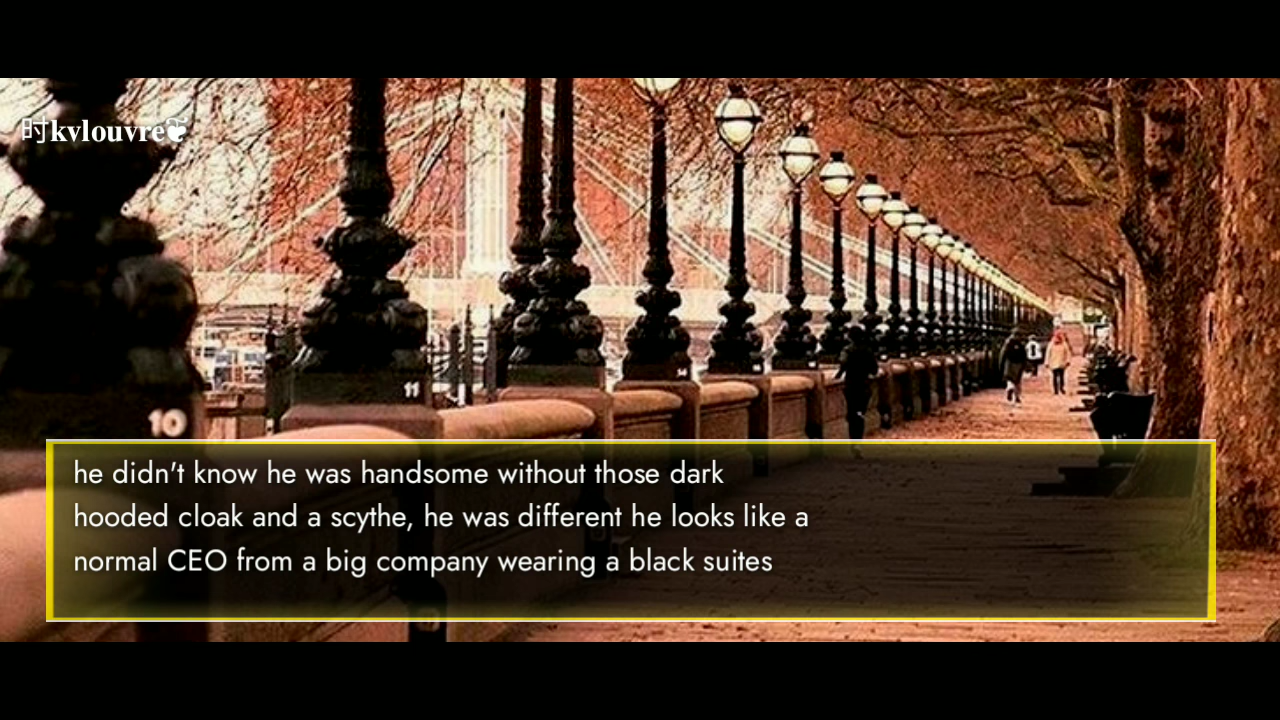 时kvlouvre❦
10
11
14
he didn't know he was handsome without those dark
hooded cloak and a scythe, he was different he looks like a
normal CEO from a big company wearing a black suites